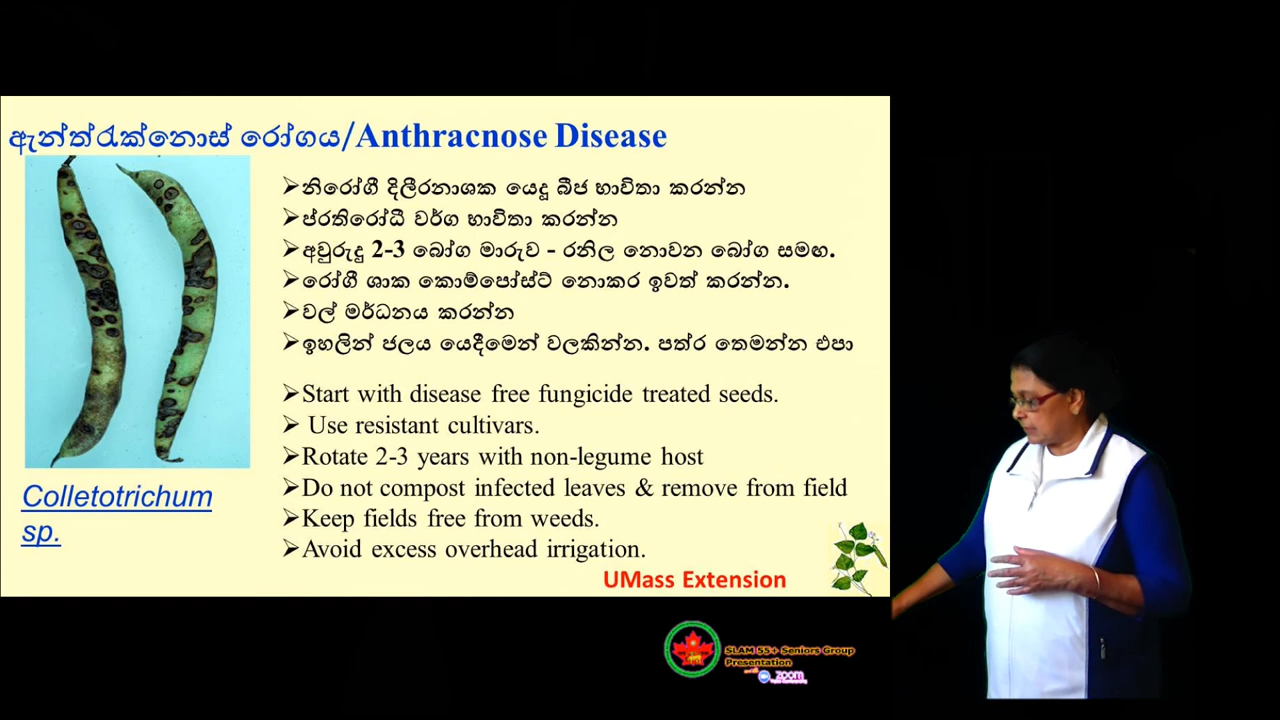 ඇන්ත්රැක්නොස් රෝගය/Anthracnose Disease
➢නිරෝගී දිලීරනාශක යෙදූ බීජ භාවිතා කරන්න
➢ප්රතිරෝධී වර්ග භාවිතා කරන්න
➢අවුරුදු 2-3 බෝග මාරුව - රනිල නොවන බෝග සමඟ.
➢රෝගී ශාක කොම්පෝස්ට් නොකර ඉවත් කරන්න.
➢වල් මර්ධනය කරන්න
➢ඉහලින් ජලය යෙදීමෙන් වලකින්න. පත්ර තෙමන්න එපා
➢Start with disease free fungicide treated seeds.
➢ Use resistant cultivars.
➢Rotate 2-3 years with non-legume host
➢Do not compost infected leaves & remove from field
➢Keep fields free from weeds.
➢Avoid excess overhead irrigation.
Colletotrichum
sp.
UMass Extension
SLAM 55+ Seniors Group
Presentation
zoom